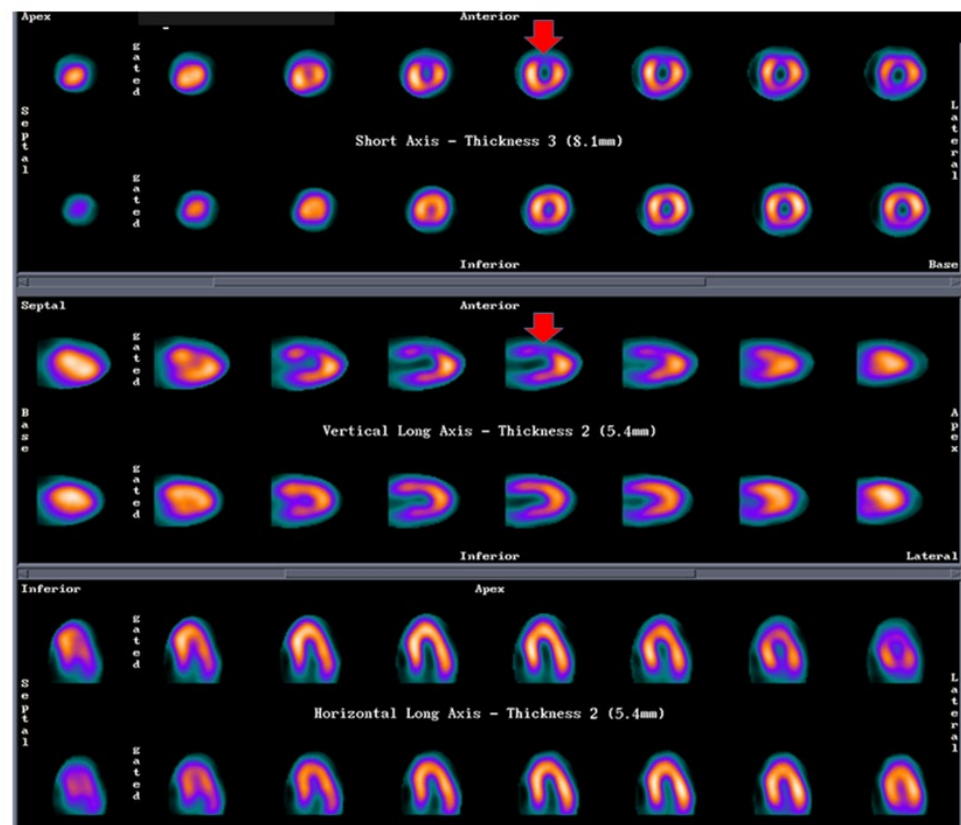 Apex Anterior
gated
Septal
Lateral
Short Axis - Thickness 3 (8.1mm)
gated
Inferior Base
Septal Anterior
gated
Base
Apex
Vertical Long Axis - Thickness 2 (5.4mm)
gated
Inferior Lateral
Inferior Apex
gated
Septal
Lateral
Horizontal Long Axis - Thickness 2 (5.4mm)
gated